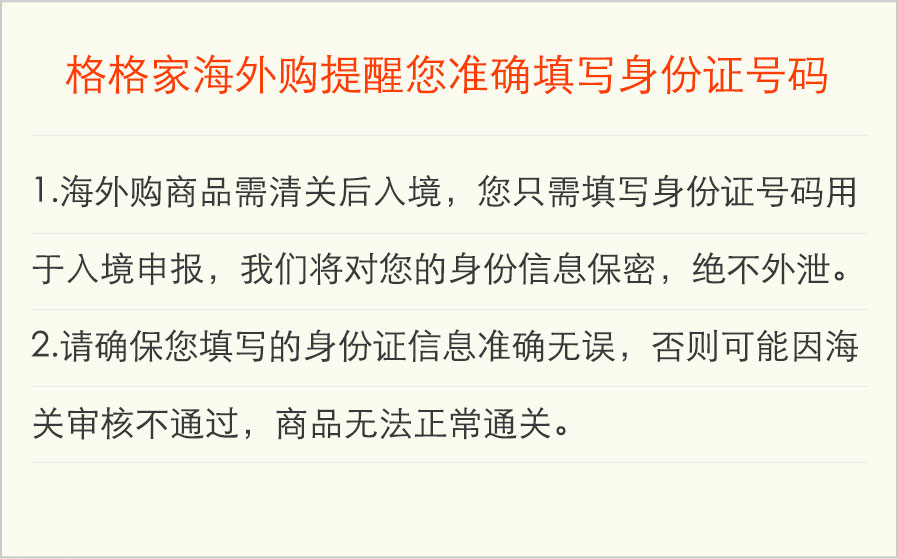 格格家海外购提醒您准确填写身份证号码
1.海外购商品需清关后入境，您只需填写身份证号码用
于入境申报，我们将对您的身份信息保密，绝不外泄。
2.请确保您填写的身份证信息准确无误，否则可能因海
关审核不通过，商品无法正常通关。